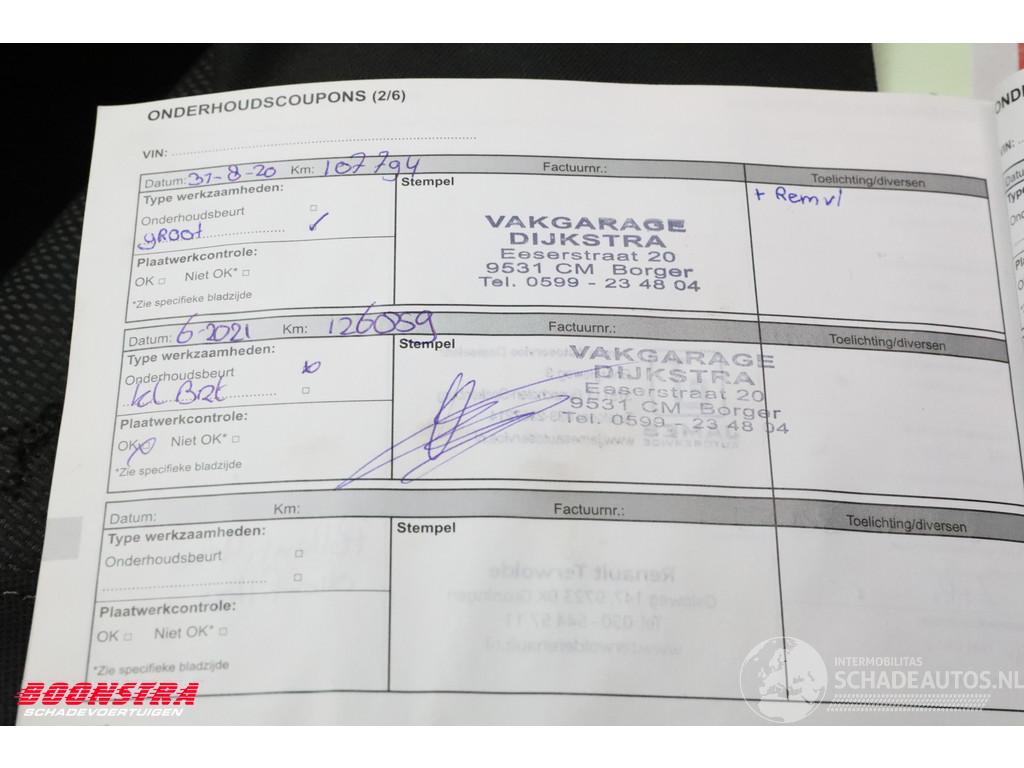 ONDERHOUDSCOUPONS (2/6)
VIN:
Datum: 31-8-20 Km: 107794 Factuurnr.: Toelichting/diversen
Type werkzaamheden: Stempel + Remvl
Onderhoudsbeurt
gROOt ✓
VAKGARAGE
DIJKSTRA
Eeserstraat 20
9531 CM Borger
Tel. 0599 - 23 48 04
Plaatwerkcontrole:
OK □ Niet OK* □
*Zie specifieke bladzijde
Datum: 6-2021 Km: 126059 Factuurnr.: Toelichting/diversen
Type werkzaamheden: Stempel
Onderhoudsbeurt
kl BRt
VAKGARAGE
DIJKSTRA
Eeserstraat 20
9531 CM Borger
Tel. 0599 - 23 48 04
Plaatwerkcontrole:
OK Niet OK* □
*Zie specifieke bladzijde
Datum: Km: Factuurnr.: Toelichting/diversen
Type werkzaamheden: Stempel
Onderhoudsbeurt □
Plaatwerkcontrole:
OK □ Niet OK* □
*Zie specifieke bladzijde
BOONSTRA
SCHADEVOERTUIGEN
INTERMOBILITAS
SCHADEAUTOS.NL